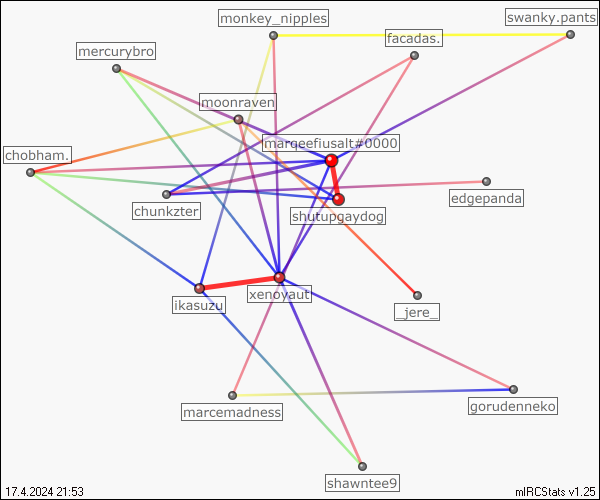 monkey_nipples
swanky.pants
facadas.
mercurybro
moonraven
marqeefiusalt#0000
chobham.
edgepanda
chunkzter
shutupgaydog
xenoyaut
ikasuzu
_jere_
marcemadness
gorudenneko
shawntee9
17.4.2024 21:53
mIRCStats v1.25